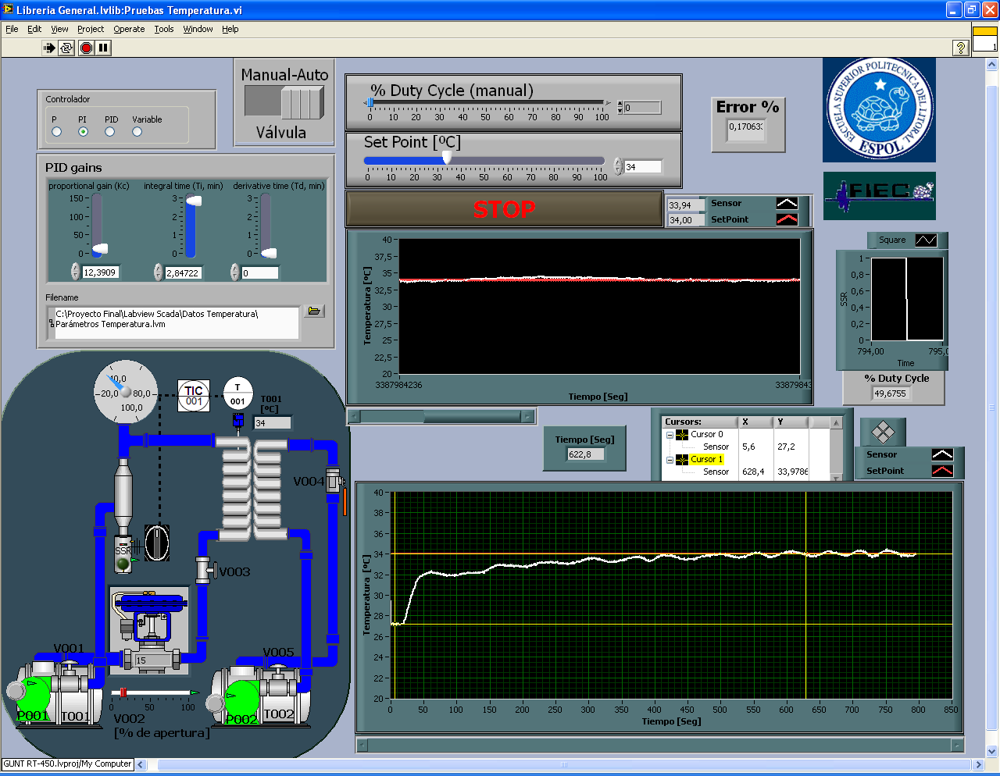 Libreria General.lvlib:Pruebas Temperatura.vi
File Edit View Project Operate Tools Window Help
1
Controlador
P PI PID Variable
Manual-Auto
Válvula
% Duty Cycle (manual)
0 10 20 30 40 50 60 70 80 90 100
0
Set Point [ºC]
0 10 20 30 40 50 60 70 80 90 100
34
Error %
ESCUELA SUPERIOR POLITECNICA DEL LITORAL
ESPOL
FIEC
PID gains
proportional gain (Kc) integral time (Ti, min) derivative time (Td, min)
150 100 50 0
3 2 1 0
3 2 1 0
12,3909 2,84722 0
Filename
C:\Proyecto Final\Labview Scada\Datos Temperatura\
Parámetros Temperatura.lvm
STOP
33,94 Sensor
34,00 SetPoint
40
37,5
35
32,5
30
27,5
25
22,5
20
Temperatura [ºC]
3387984236 33879843
Tiempo [Seg]
Square
1
0,8
0,6
0,4
0,2
0
SSR
794,00 795,
Time
% Duty Cycle
49,6755
40,0
-20,0 80,0
100,0
TIC
001
T
001
T001
[ºC]
34
V004
SSR
V003
15
V001
V005
P001 T001
P002 T002
0 50 100
V002
[% de apertura]
Tiempo [Seg]
622,8
Cursors: X Y
Cursor 0
Sensor 5,6 27,2
Cursor 1
Sensor 628,4 33,9786
Sensor
SetPoint
40
38
36
34
32
30
28
26
24
22
20
Temperatura [ºC]
0 50 100 150 200 250 300 350 400 450 500 550 600 650 700 750 800 850
Tiempo [Seg]
GUNT RT-450.lvproj/My Computer